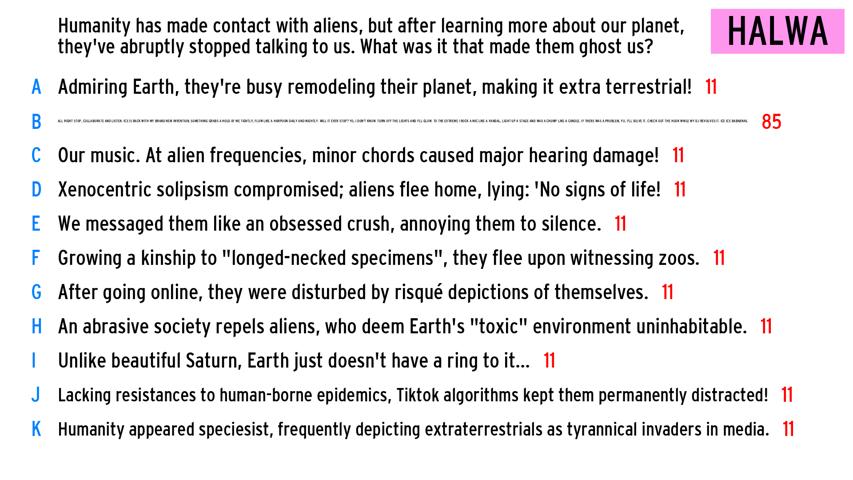 Humanity has made contact with aliens, but after learning more about our planet,
they've abruptly stopped talking to us. What was it that made them ghost us?
HALWA
A Admiring Earth, they're busy remodeling their planet, making it extra terrestrial! 11
B 85
C Our music. At alien frequencies, minor chords caused major hearing damage! 11
D Xenocentric solipsism compromised; aliens flee home, lying: 'No signs of life! 11
E We messaged them like an obsessed crush, annoying them to silence. 11
F Growing a kinship to "longed-necked specimens", they flee upon witnessing zoos. 11
G After going online, they were disturbed by risqué depictions of themselves. 11
H An abrasive society repels aliens, who deem Earth's "toxic" environment uninhabitable. 11
I Unlike beautiful Saturn, Earth just doesn't have a ring to it... 11
J Lacking resistances to human-borne epidemics, Tiktok algorithms kept them permanently distracted! 11
K Humanity appeared speciesist, frequently depicting extraterrestrials as tyrannical invaders in media. 11